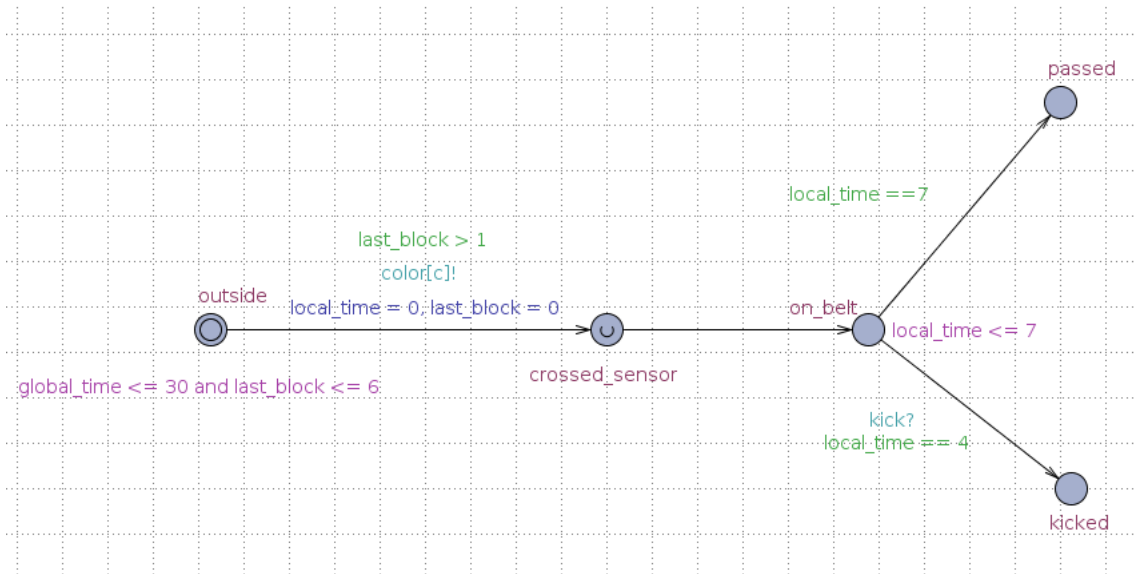 passed
local_time ==7
last_block > 1
color[c]!
outside
local_time = 0, last_block = 0
on_belt
local_time <= 7
crossed_sensor
global_time <= 30 and last_block <= 6
kick?
local_time == 4
kicked